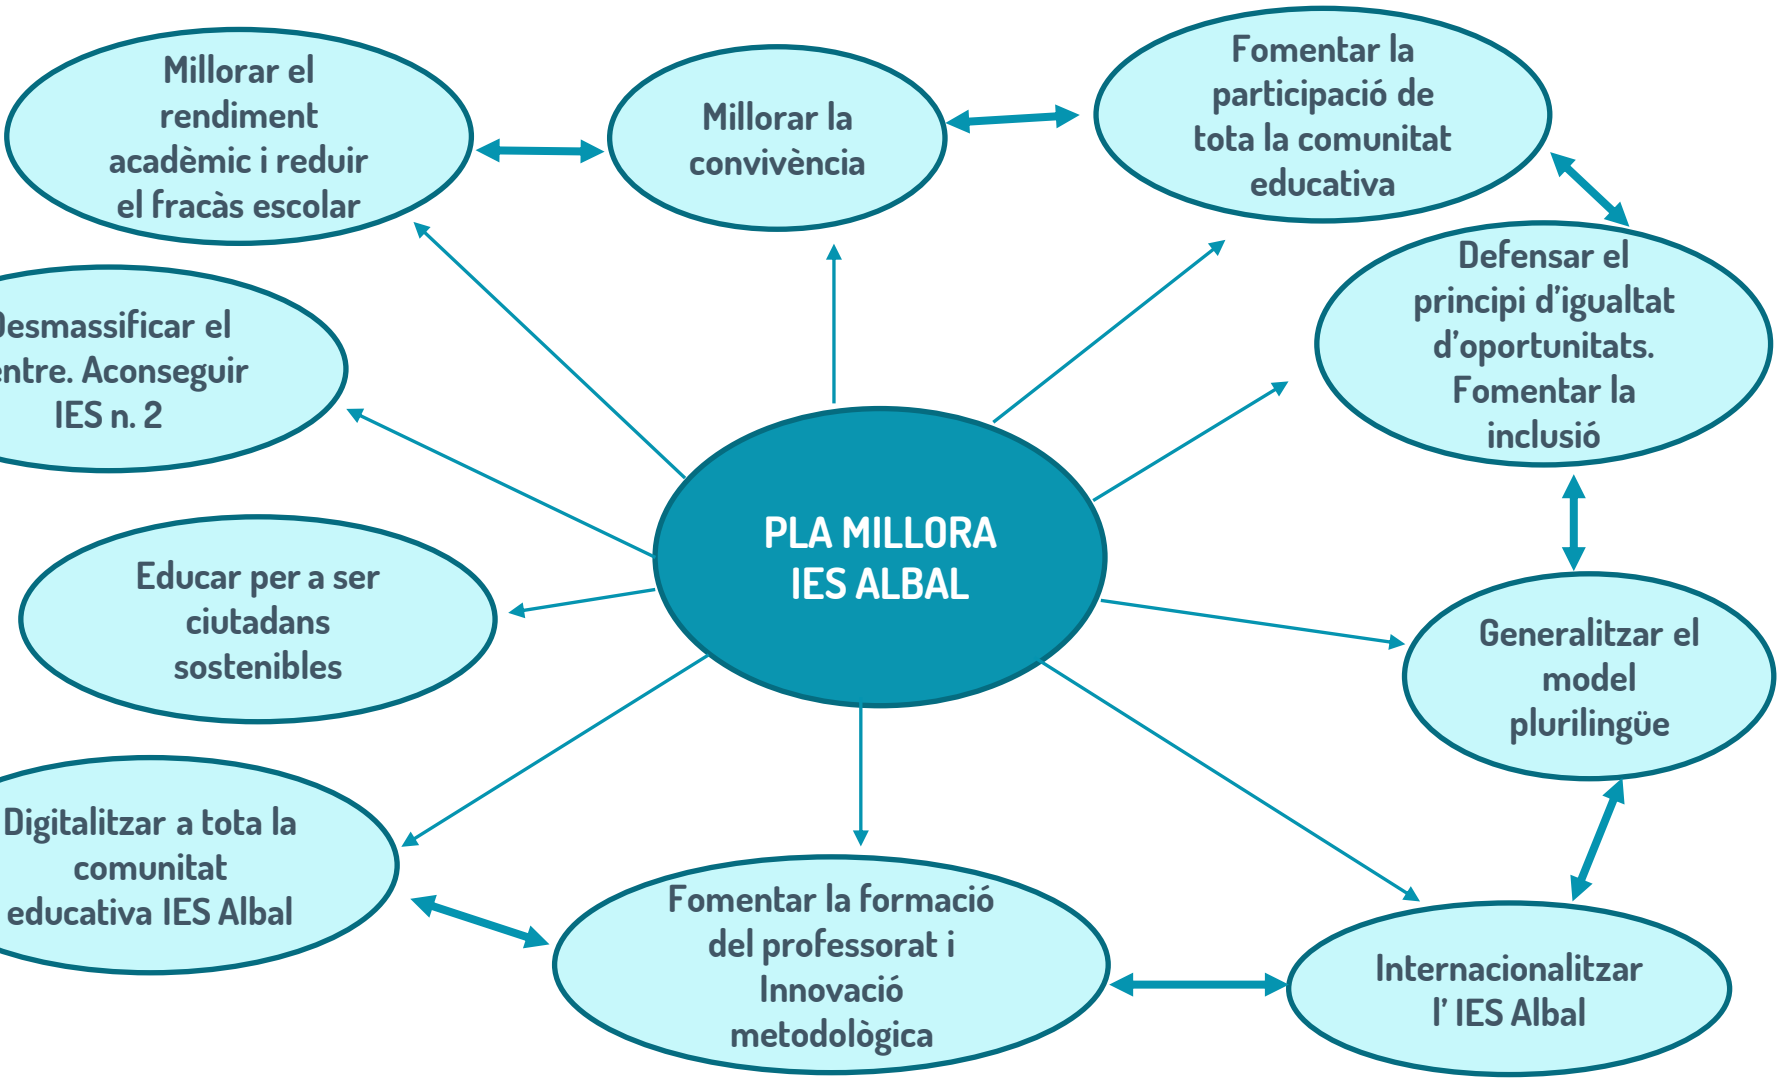 Millorar el
rendiment
acadèmic i reduir
el fracàs escolar
Millorar la
convivència
Fomentar la
participació de
tota la comunitat
educativa
Defensar el
principi d'igualtat
d'oportunitats.
Fomentar la
inclusió
esmassificar el
entre. Aconseguir
IES n. 2
PLA MILLORA
IES ALBAL
Educar per a ser
ciutadans
sostenibles
Generalitzar el
model
plurilingüe
Digitalitzar a tota la
comunitat
educativa IES Albal
Fomentar la formació
del professorat i
Innovació
metodològica
Internacionalitzar
l' IES Albal